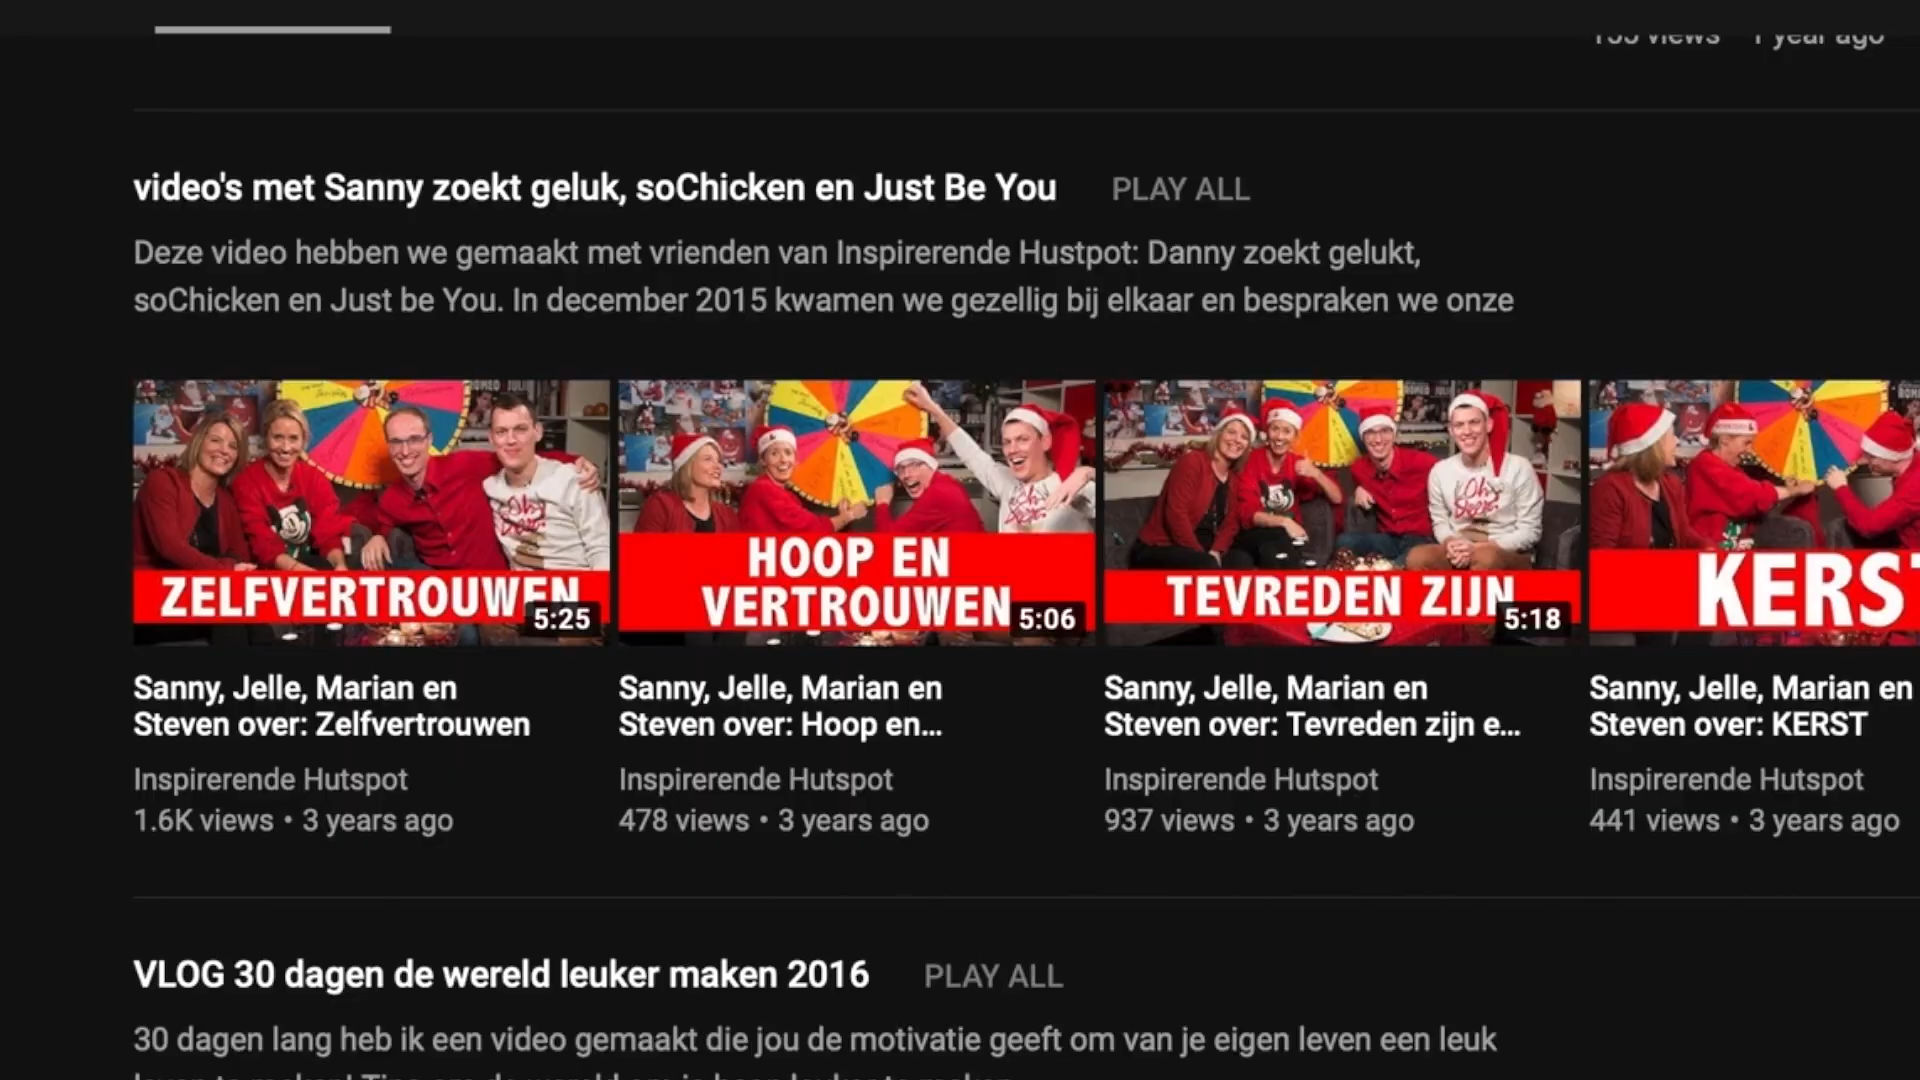 views 1 year ago
video's met Sanny zoekt geluk, soChicken en Just Be You PLAY ALL
Deze video hebben we gemaakt met vrienden van Inspirerende Hustpot: Danny zoekt gelukt,
soChicken en Just be You. In december 2015 kwamen we gezellig bij elkaar en bespraken we onze
ZELFVERTROUWEN
5:25
HOOP EN
VERTROUWEN
5:06
TEVREDEN ZIJN
5:18
KERST
Sanny, Jelle, Marian en
Steven over: Zelfvertrouwen
Inspirerende Hutspot
1.6K views • 3 years ago
Sanny, Jelle, Marian en
Steven over: Hoop en...
Inspirerende Hutspot
478 views • 3 years ago
Sanny, Jelle, Marian en
Steven over: Tevreden zijn e...
Inspirerende Hutspot
937 views • 3 years ago
Sanny, Jelle, Marian en
Steven over: KERST
Inspirerende Hutspot
441 views • 3 years ago
VLOG 30 dagen de wereld leuker maken 2016 PLAY ALL
30 dagen lang heb ik een video gemaakt die jou de motivatie geeft om van je eigen leven een leuk